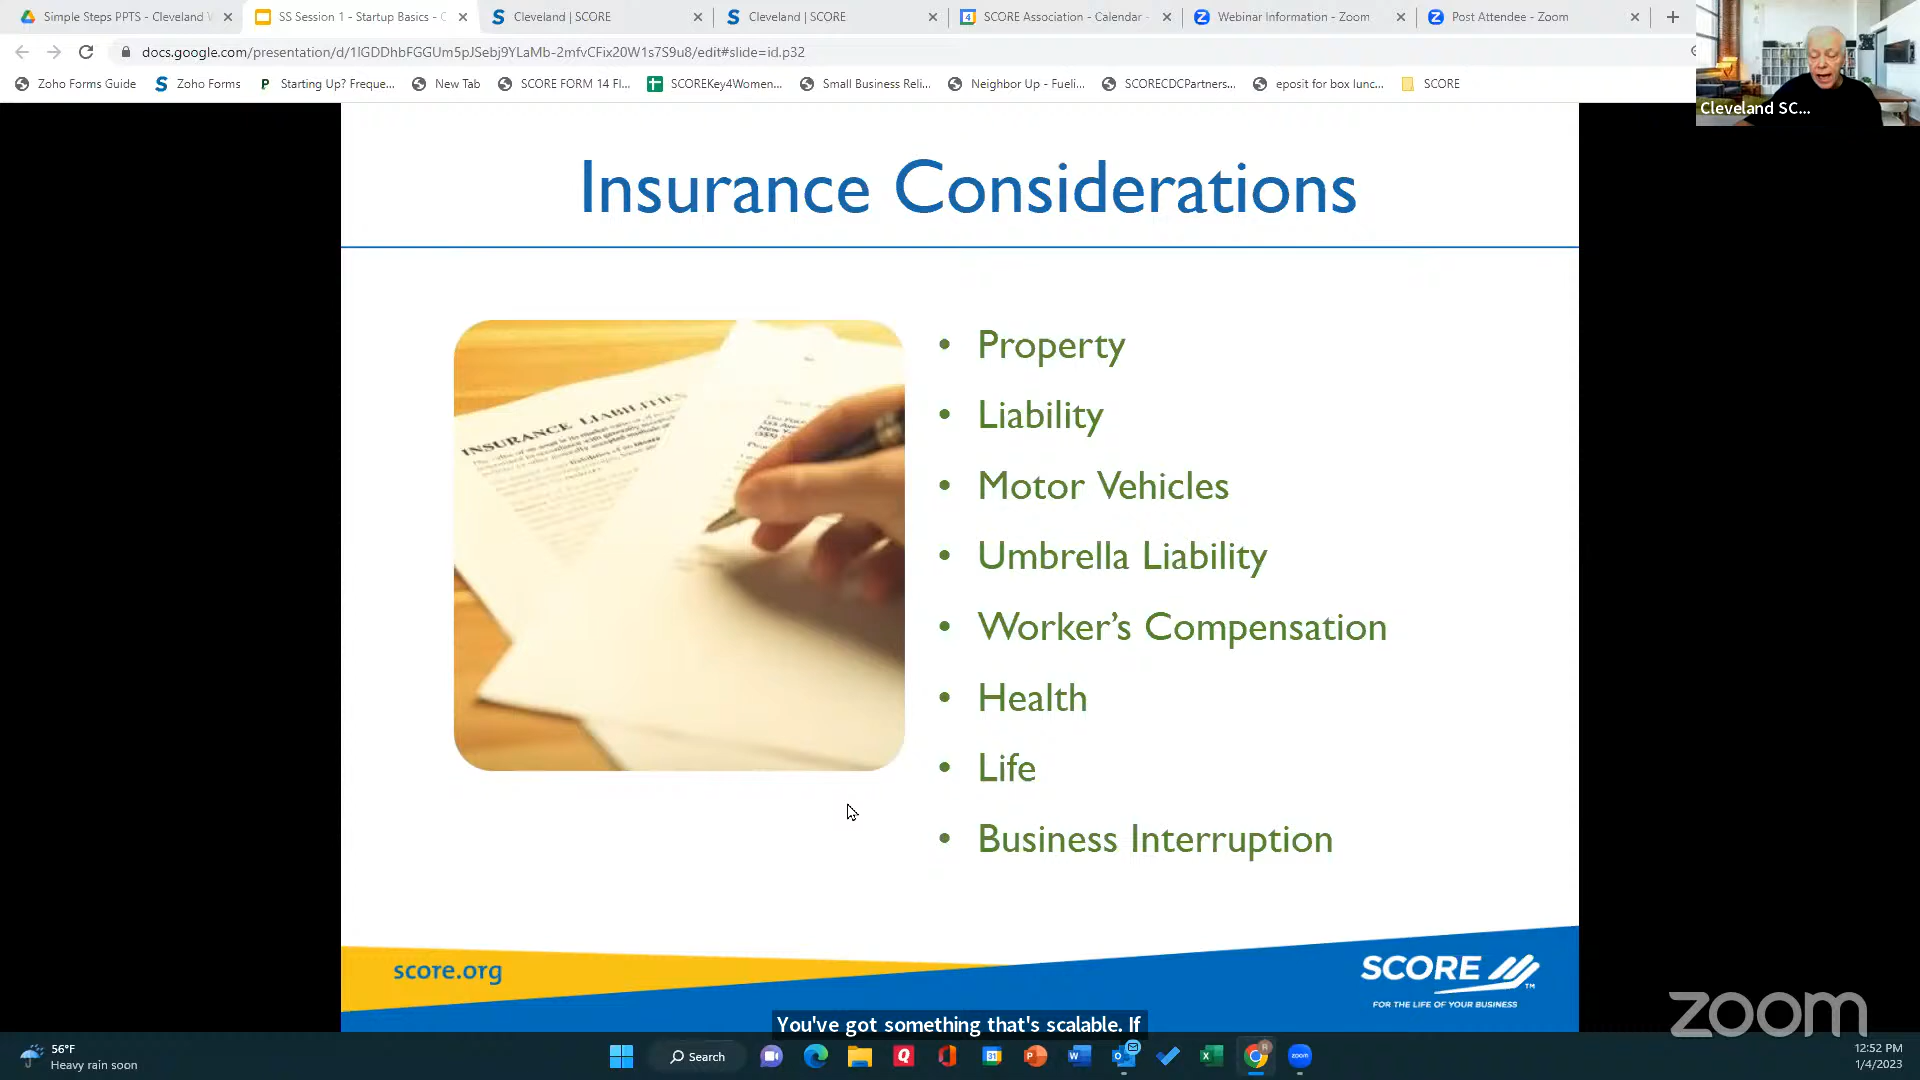 Simple Steps PPTS - Cleveland
SS Session 1 - Startup Basics - C
Cleveland | SCORE
Cleveland | SCORE
SCORE Association - Calendar -
Webinar Information - Zoom
Post Attendee - Zoom
docs.google.com/presentation/d/1IGDDhbFGGUm5pJSebj9YLaMb-2mfvCFix20W1s7S9u8/edit#slide=id.p32
Zoho Forms Guide
Zoho Forms
Starting Up? Freque...
New Tab
SCORE FORM 14 Fl...
SCOREKey4Women...
Small Business Reli...
Neighbor Up - Fueli...
SCORECDCPartners...
eposit for box lunc...
SCORE
Cleveland SC...
Insurance Considerations
INSURANCE LIABILITIES
• Property
• Liability
• Motor Vehicles
• Umbrella Liability
• Worker’s Compensation
• Health
• Life
• Business Interruption
score.org
SCORE
TM
FOR THE LIFE OF YOUR BUSINESS
You've got something that's scalable. If
zoom
56°F
Heavy rain soon
Search
12:52 PM
1/4/2023